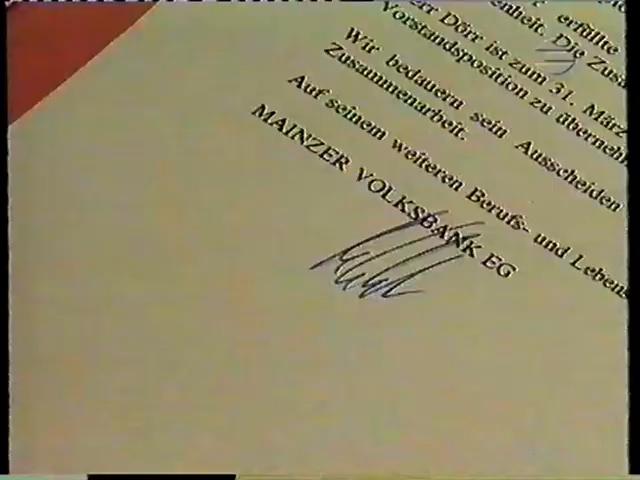 erfüllte
enheit. Die Zus
err Dörr ist zum 31. März
Vorstandsposition zu übernehm
Wir bedauern sein Ausscheiden
Zusammenarbeit.
Auf seinem weiteren Berufs- und Lebens
MAINZER VOLKSBANK EG